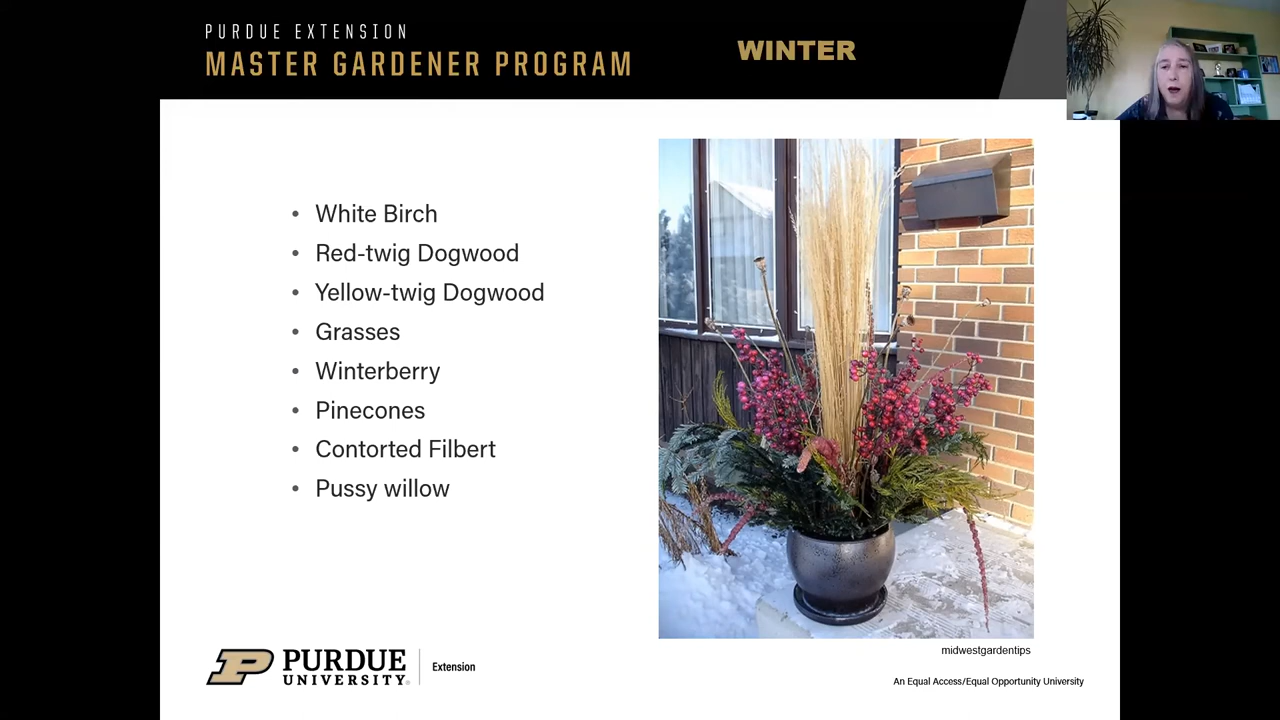 PURDUE EXTENSION
MASTER GARDENER PROGRAM
WINTER
• White Birch
• Red-twig Dogwood
• Yellow-twig Dogwood
• Grasses
• Winterberry
• Pinecones
• Contorted Filbert
• Pussy willow
midwestgardentips
PURDUE UNIVERSITY®
Extension
An Equal Access/Equal Opportunity University